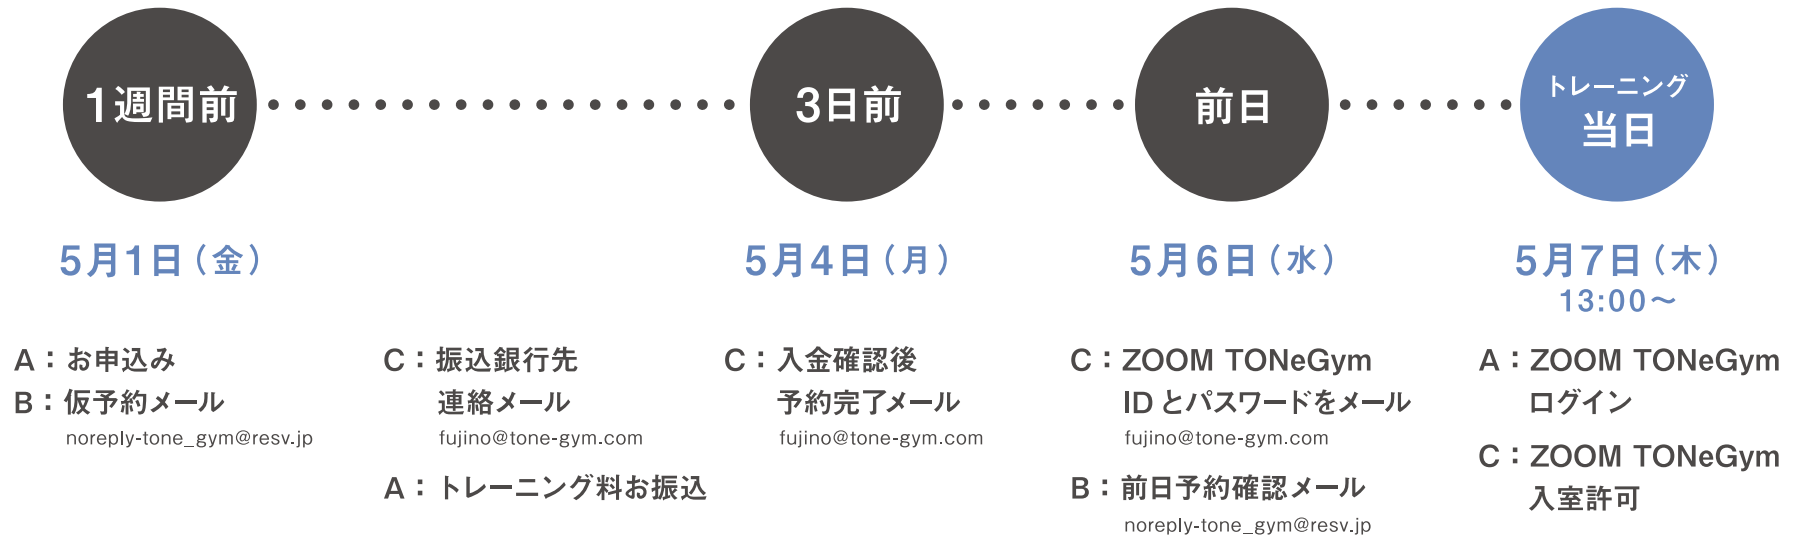 1週間前
3日前
前日
トレーニング
当日
5月1日（金）
5月4日（月）
5月6日（水）
5月7日（木）
13:00〜
A：お申込み
B：仮予約メール
noreply-tone_gym@resv.jp
C：振込銀行先
連絡メール
fujino@tone-gym.com
A：トレーニング料お振込
C：入金確認後
予約完了メール
fujino@tone-gym.com
C：ZOOM TONeGym
IDとパスワードをメール
fujino@tone-gym.com
B：前日予約確認メール
noreply-tone_gym@resv.jp
A：ZOOM TONeGym
ログイン
C：ZOOM TONeGym
入室許可